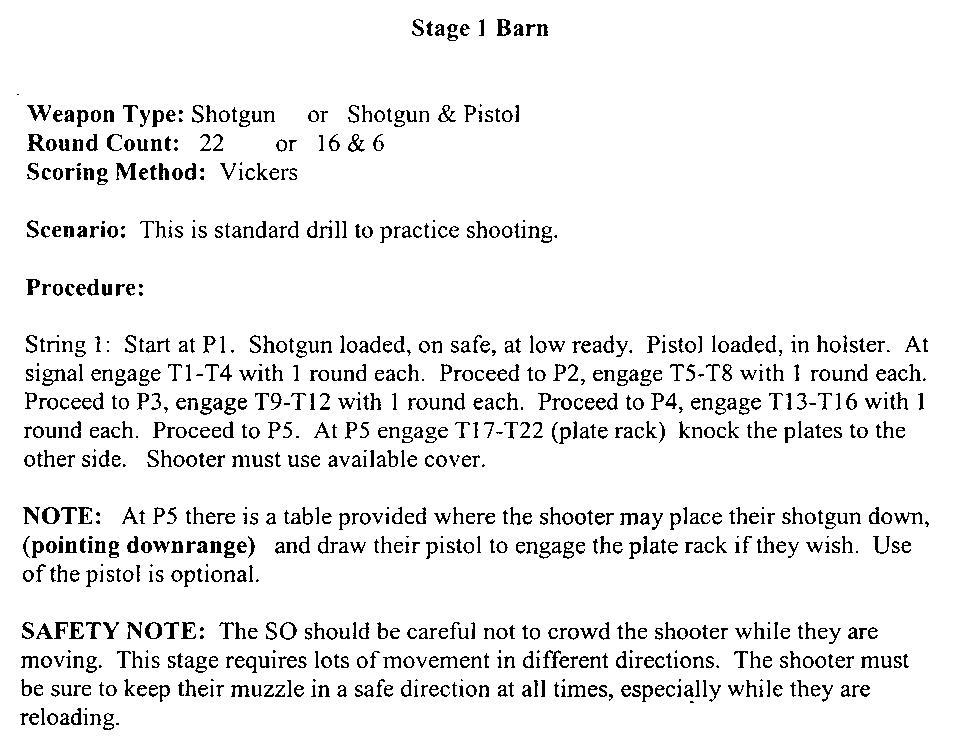 Stage 1 Barn
Weapon Type: Shotgun or Shotgun & Pistol
Round Count: 22 or 16 & 6
Scoring Method: Vickers
Scenario: This is standard drill to practice shooting.
Procedure:
String 1: Start at P1. Shotgun loaded, on safe, at low ready. Pistol loaded, in holster. At
signal engage T1-T4 with 1 round each. Proceed to P2, engage T5-T8 with 1 round each.
Proceed to P3, engage T9-T12 with 1 round each. Proceed to P4, engage T13-T16 with 1
round each. Proceed to P5. At P5 engage T17-T22 (plate rack) knock the plates to the
other side. Shooter must use available cover.
NOTE: At P5 there is a table provided where the shooter may place their shotgun down,
(pointing downrange) and draw their pistol to engage the plate rack if they wish. Use
of the pistol is optional.
SAFETY NOTE: The SO should be careful not to crowd the shooter while they are
moving. This stage requires lots of movement in different directions. The shooter must
be sure to keep their muzzle in a safe direction at all times, especially while they are
reloading.